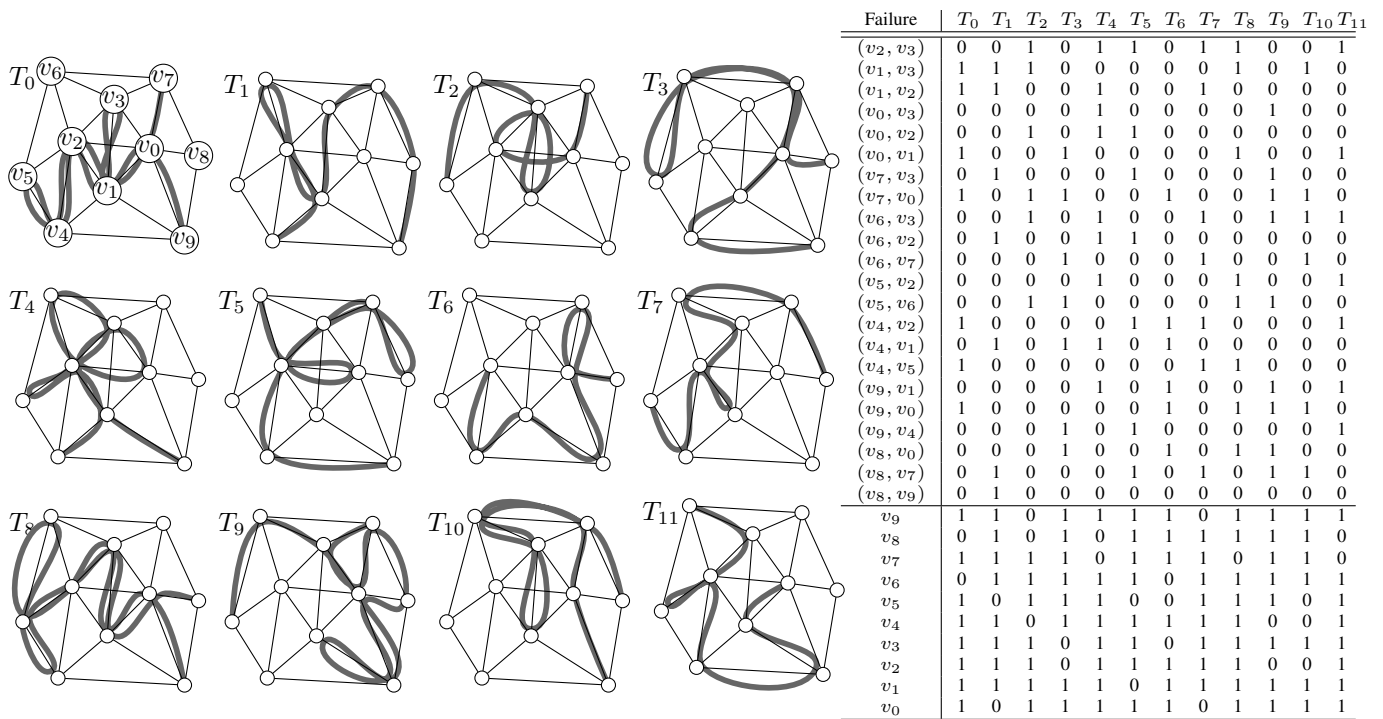 T₀
v₆
v₇
v₃
v₂
v₀
v₈
v₅
v₁
v₄
v₉
T₁
T₂
T₃
T₄
T₅
T₆
T₇
T₈
T₉
T₁₀
T₁₁
Failure T₀ T₁ T₂ T₃ T₄ T₅ T₆ T₇ T₈ T₉ T₁₀ T₁₁
(v₂, v₃) 0 0 1 0 1 1 0 1 1 0 0 1
(v₁, v₃) 1 1 1 0 0 0 0 0 1 0 1 0
(v₁, v₂) 1 1 0 0 1 0 0 1 0 0 0 0
(v₀, v₃) 0 0 0 0 1 0 0 0 0 1 0 0
(v₀, v₂) 0 0 1 0 1 1 0 0 0 0 0 0
(v₀, v₁) 1 0 0 1 0 0 0 0 1 0 0 1
(v₇, v₃) 0 1 0 0 0 1 0 0 0 1 0 0
(v₇, v₀) 1 0 1 1 0 0 1 0 0 1 1 0
(v₆, v₃) 0 0 1 0 1 0 0 1 0 1 1 1
(v₆, v₂) 0 1 0 0 1 1 0 0 0 0 0 0
(v₆, v₇) 0 0 0 1 0 0 0 1 0 0 1 0
(v₅, v₂) 0 0 0 0 1 0 0 0 1 0 0 1
(v₅, v₆) 0 0 1 1 0 0 0 0 1 1 0 0
(v₄, v₂) 1 0 0 0 0 1 1 1 0 0 0 1
(v₄, v₁) 0 1 0 1 1 0 1 0 0 0 0 0
(v₄, v₅) 1 0 0 0 0 0 0 1 1 0 0 0
(v₉, v₁) 0 0 0 0 1 0 1 0 0 1 0 1
(v₉, v₀) 1 0 0 0 0 0 1 0 1 1 1 0
(v₉, v₄) 0 0 0 1 0 1 0 0 0 0 0 1
(v₈, v₀) 0 0 0 1 0 0 1 0 1 1 0 0
(v₈, v₇) 0 1 0 0 0 1 0 1 0 1 1 0
(v₈, v₉) 0 1 0 0 0 0 0 0 0 0 0 0
v₉ 1 1 0 1 1 1 1 0 1 1 1 1
v₈ 0 1 0 1 0 1 1 1 1 1 1 0
v₇ 1 1 1 1 0 1 1 1 0 1 1 0
v₆ 0 1 1 1 1 1 0 1 1 1 1 1
v₅ 1 0 1 1 1 0 0 1 1 1 0 1
v₄ 1 1 0 1 1 1 1 1 1 0 0 1
v₃ 1 1 1 0 1 1 0 1 1 1 1 1
v₂ 1 1 1 0 1 1 1 1 1 0 0 1
v₁ 1 1 1 1 1 0 1 1 1 1 1 1
v₀ 1 0 1 1 1 1 1 0 1 1 1 1